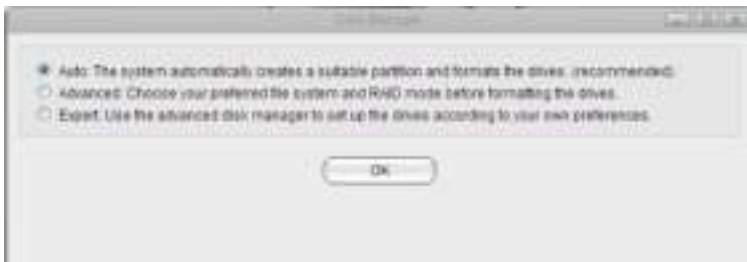 Auto: The system automatically creates a suitable partition and formats the drives. (recommended)
Advanced: Choose your preferred file system and RAID mode before formatting the drives.
Expert: Use the advanced disk manager to set up the drives according to your own preferences.
OK